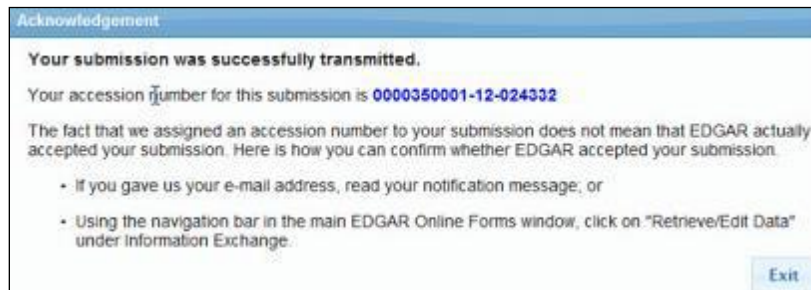 Acknowledgement
Your submission was successfully transmitted.
Your accession number for this submission is 0000350001-12-024332
The fact that we assigned an accession number to your submission does not mean that EDGAR actually
accepted your submission. Here is how you can confirm whether EDGAR accepted your submission.
• If you gave us your e-mail address, read your notification message; or
• Using the navigation bar in the main EDGAR Online Forms window, click on "Retrieve/Edit Data"
under Information Exchange.
Exit